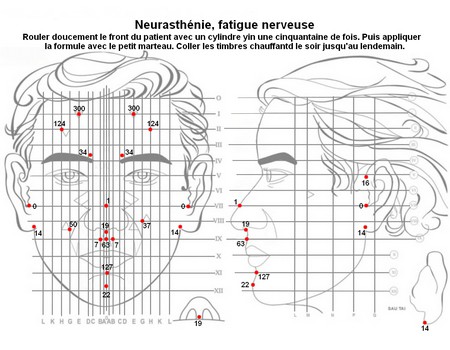 Neurasthénie, fatigue nerveuse
Rouler doucement le front du patient avec un cylindre yin une cinquantaine de fois. Puis appliquer
la formule avec le petit marteau. Coller les timbres chauffantd le soir jusqu'au lendemain.
O
300 300 I
124 124 II
III
34 34 IV
V
VI
16
0 1 0 VII 1 0
50 37 VIII
14 19 14 19
7 63 7 IX 63
X
127 XI 127
22 XII 22
L K H G E D C B A A B C D E G H K L
19
14